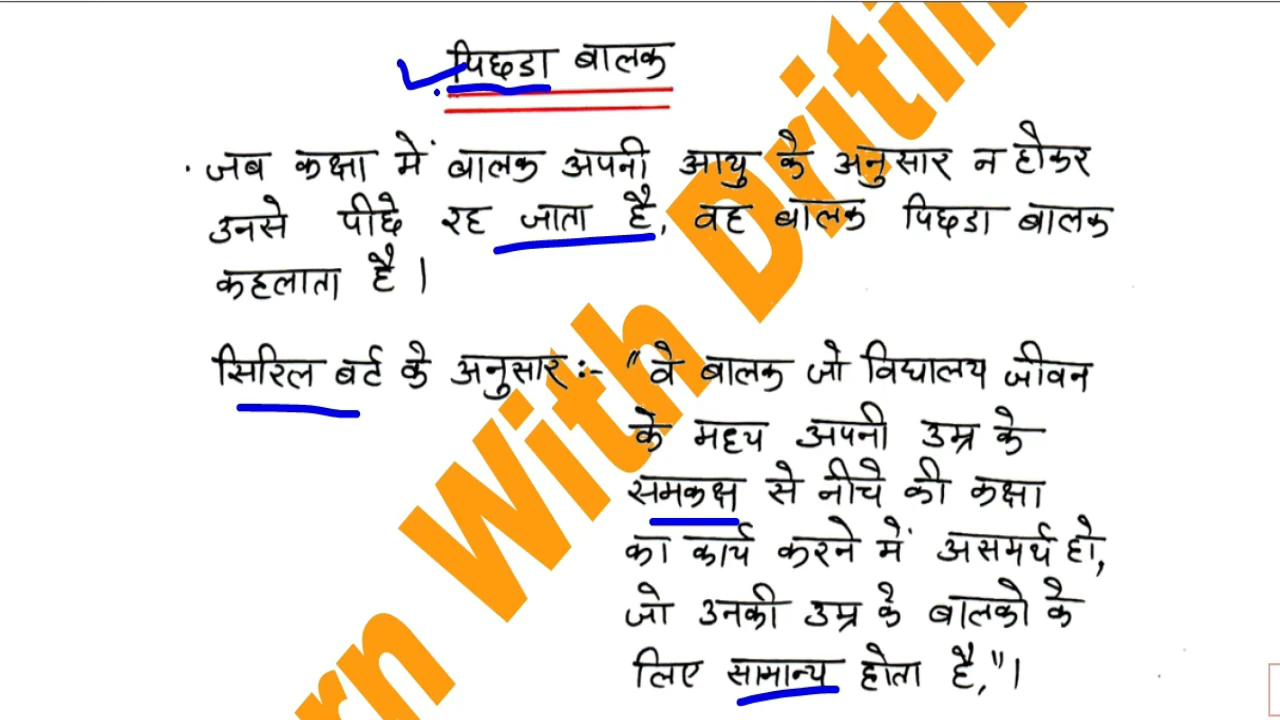 पिछडा बालक
• जब कक्षा में बालक अपनी आयु के अनुसार न होकर
उनसे पीछे रह जाता है, वह बालक पिछडा बालक
कहलाता है ।
सिरिल बर्ट के अनुसार :- " वे बालक जो विद्यालय जीवन
के मध्य अपनी उम्र के
समकक्ष से नीचे की कक्षा
का कार्य करने में असमर्थ हो,
जो उनकी उम्र के बालको के
लिए सामान्य होता है,"।
rn With Drith